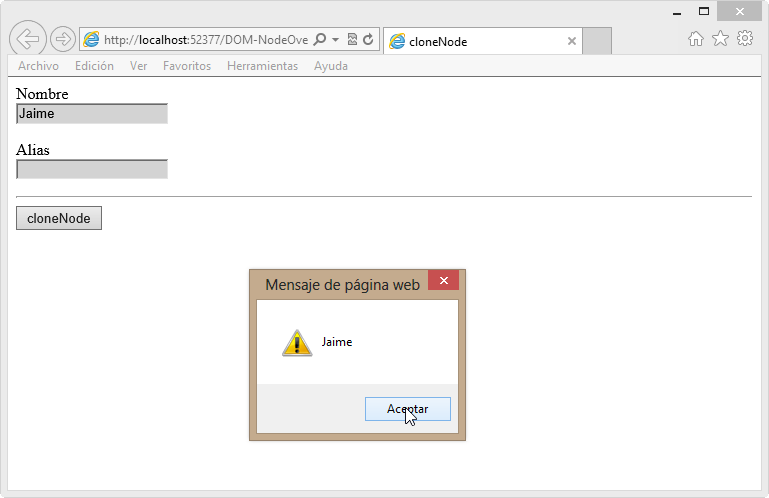 http://localhost:52377/DOM-NodeOve
cloneNode
Archivo Edición Ver Favoritos Herramientas Ayuda
Nombre
Jaime
Alias
cloneNode
Mensaje de página web
Jaime
Aceptar